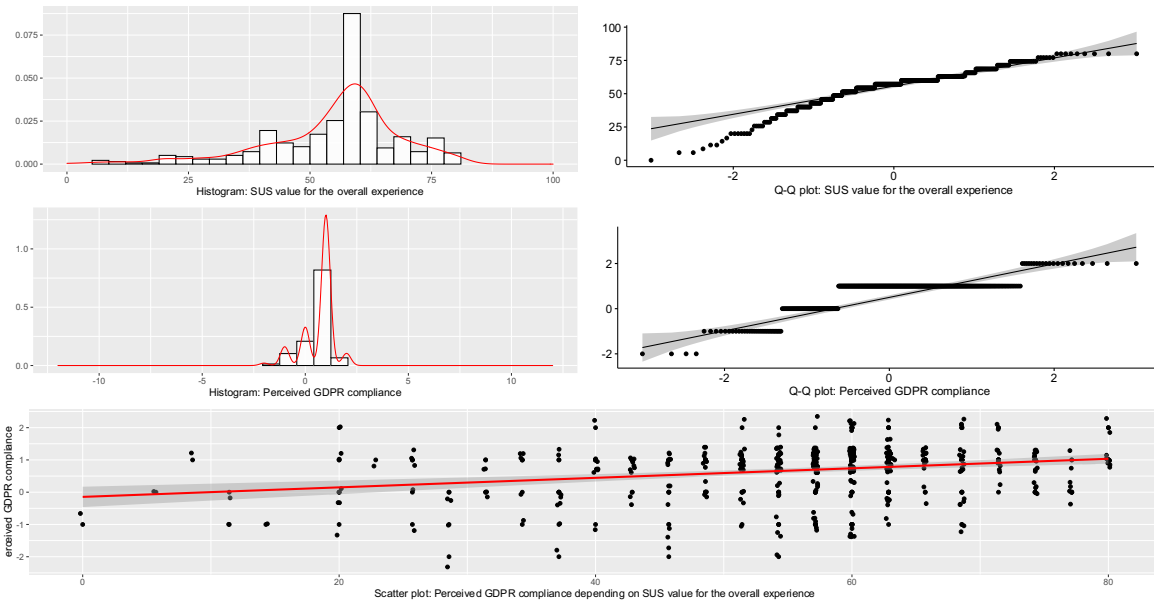 0.075
0.050
0.025
0.000
0 25 50 75 100
Histogram: SUS value for the overall experience
100
75
50
25
0
-2 0 2
Q-Q plot: SUS value for the overall experience
1.0
0.5
0.0
-10 -5 0 5 10
Histogram: Perceived GDPR compliance
2
0
-2
-2 0 2
Q-Q plot: Perceived GDPR compliance
erceived GDPR compliance
2
1
0
-1
-2
0 20 40 60 80
Scatter plot: Perceived GDPR compliance depending on SUS value for the overall experience